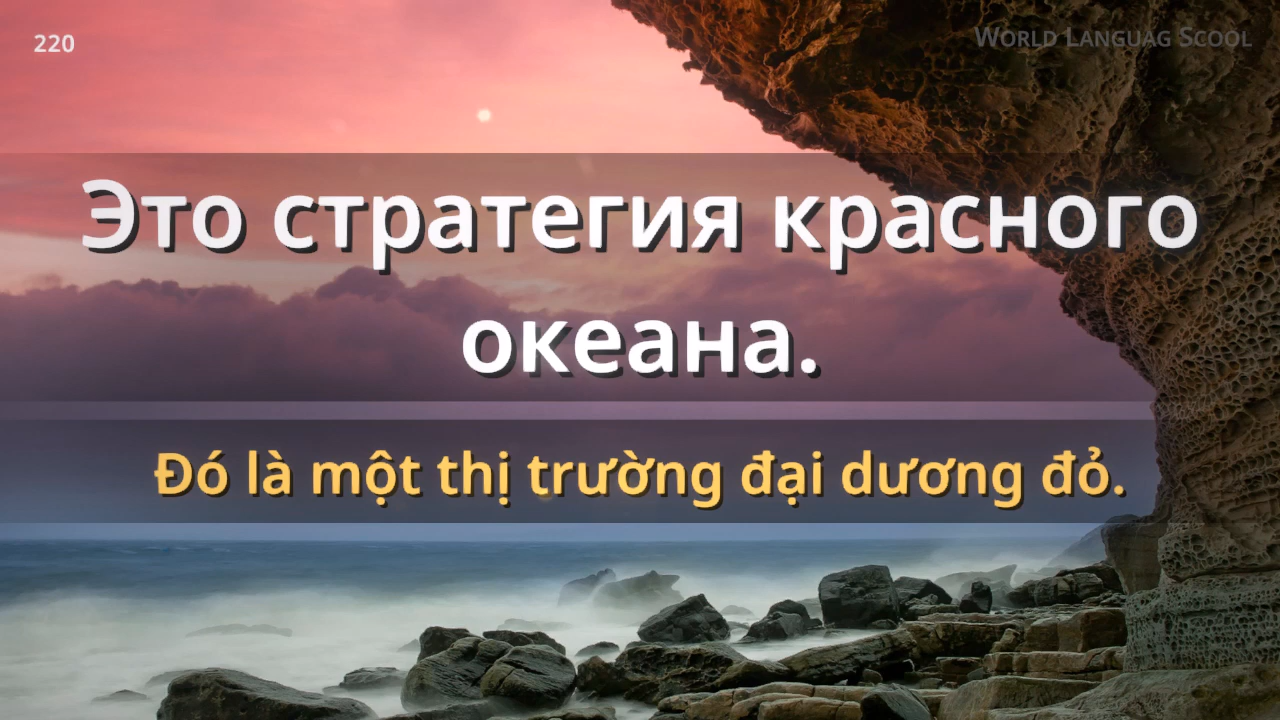 220
World Languag Scool
Это стратегия красного
океана.
Đó là một thị trường đại dương đỏ.